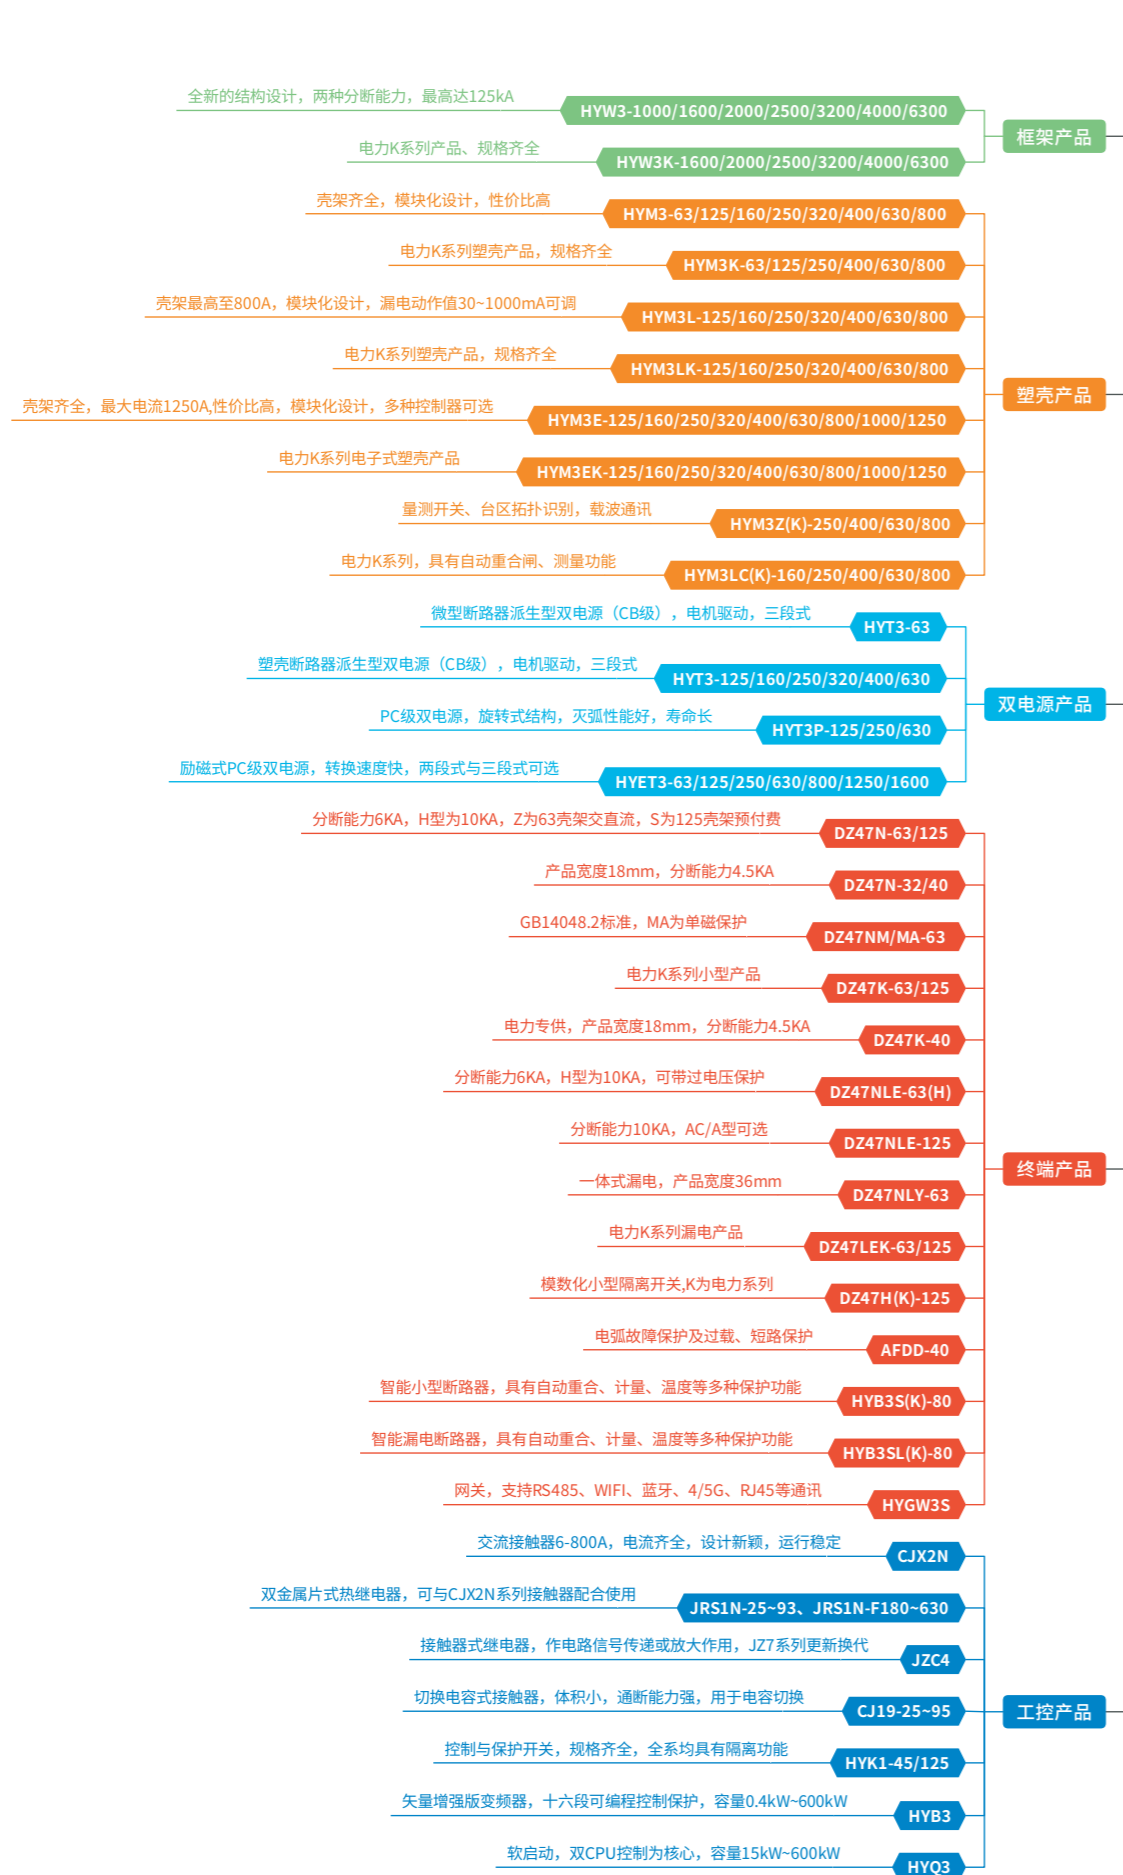 全新的结构设计，两种分断能力，最高达125kA
HYW3-1000/1600/2000/2500/3200/4000/6300
框架产品
电力K系列产品、规格齐全
HYW3K-1600/2000/2500/3200/4000/6300
壳架齐全，模块化设计，性价比高
HYM3-63/125/160/250/320/400/630/800
电力K系列塑壳产品，规格齐全
HYM3K-63/125/250/400/630/800
壳架最高至800A，模块化设计，漏电动作值30~1000mA可调
HYM3L-125/160/250/320/400/630/800
电力K系列塑壳产品，规格齐全
HYM3LK-125/160/250/320/400/630/800
塑壳产品
壳架齐全，最大电流1250A,性价比高，模块化设计，多种控制器可选
HYM3E-125/160/250/320/400/630/800/1000/1250
电力K系列电子式塑壳产品
HYM3EK-125/160/250/320/400/630/800/1000/1250
量测开关、台区拓扑识别，载波通讯
HYM3Z(K)-250/400/630/800
电力K系列，具有自动重合闸、测量功能
HYM3LC(K)-160/250/400/630/800
微型断路器派生型双电源（CB级），电机驱动，三段式
HYT3-63
塑壳断路器派生型双电源（CB级），电机驱动，三段式
HYT3-125/160/250/320/400/630
双电源产品
PC级双电源，旋转式结构，灭弧性能好，寿命长
HYT3P-125/250/630
励磁式PC级双电源，转换速度快，两段式与三段式可选
HYET3-63/125/250/630/800/1250/1600
分断能力6KA，H型为10KA，Z为63壳架交直流，S为125壳架预付费
DZ47N-63/125
产品宽度18mm，分断能力4.5KA
DZ47N-32/40
GB14048.2标准，MA为单磁保护
DZ47NM/MA-63
电力K系列小型产品
DZ47K-63/125
电力专供，产品宽度18mm，分断能力4.5KA
DZ47K-40
分断能力6KA，H型为10KA，可带过电压保护
DZ47NLE-63(H)
分断能力10KA，AC/A型可选
DZ47NLE-125
终端产品
一体式漏电，产品宽度36mm
DZ47NLY-63
电力K系列漏电产品
DZ47LEK-63/125
模数化小型隔离开关,K为电力系列
DZ47H(K)-125
电弧故障保护及过载、短路保护
AFDD-40
智能小型断路器，具有自动重合、计量、温度等多种保护功能
HYB3S(K)-80
智能漏电断路器，具有自动重合、计量、温度等多种保护功能
HYB3SL(K)-80
网关，支持RS485、WIFI、蓝牙、4/5G、RJ45等通讯
HYGW3S
交流接触器6-800A，电流齐全，设计新颖，运行稳定
CJX2N
双金属片式热继电器，可与CJX2N系列接触器配合使用
JRS1N-25~93、JRS1N-F180~630
接触器式继电器，作电路信号传递或放大作用，JZ7系列更新换代
JZC4
切换电容式接触器，体积小，通断能力强，用于电容切换
CJ19-25~95
工控产品
控制与保护开关，规格齐全，全系均具有隔离功能
HYK1-45/125
矢量增强版变频器，十六段可编程控制保护，容量0.4kW~600kW
HYB3
软启动，双CPU控制为核心，容量15kW~600kW
HYQ3